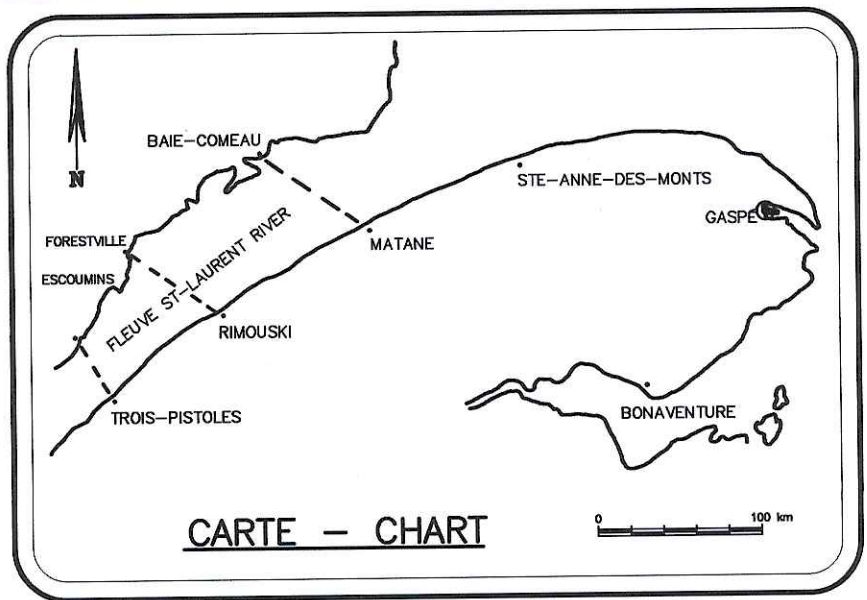 BAIE-COMEAU
N
STE-ANNE-DES-MONTS
GASPÉ
FORESTVILLE
MATANE
ESCOUMINS
FLEUVE ST-LAURENT RIVER
RIMOUSKI
TROIS-PISTOLES
BONAVENTURE
CARTE - CHART
0 100 km